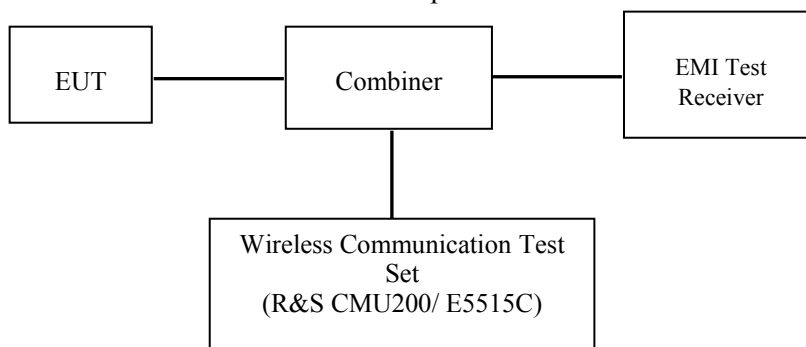 EUT
Combiner
EMI Test
Receiver
Wireless Communication Test
Set
(R&S CMU200/ E5515C)